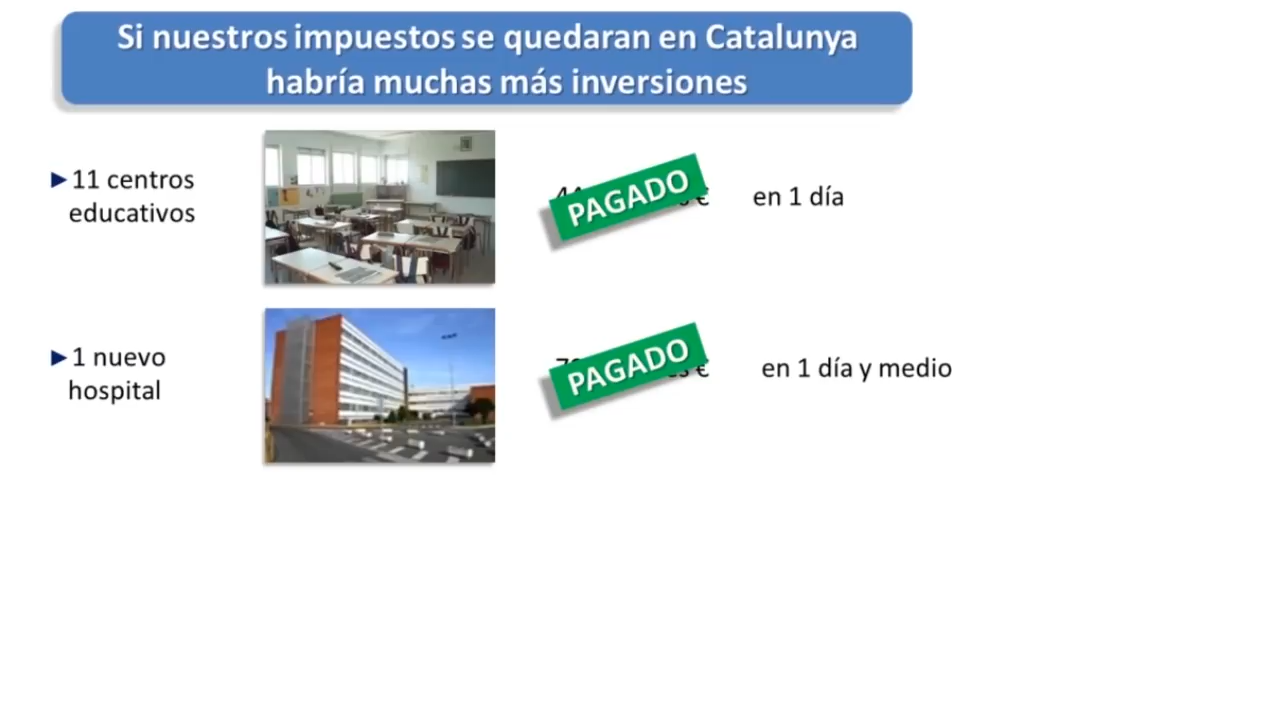 Si nuestros impuestos se quedaran en Catalunya
habría muchas más inversiones
►11 centros
educativos
PAGADO
€
en 1 día
►1 nuevo
hospital
PAGADO
€
en 1 día y medio